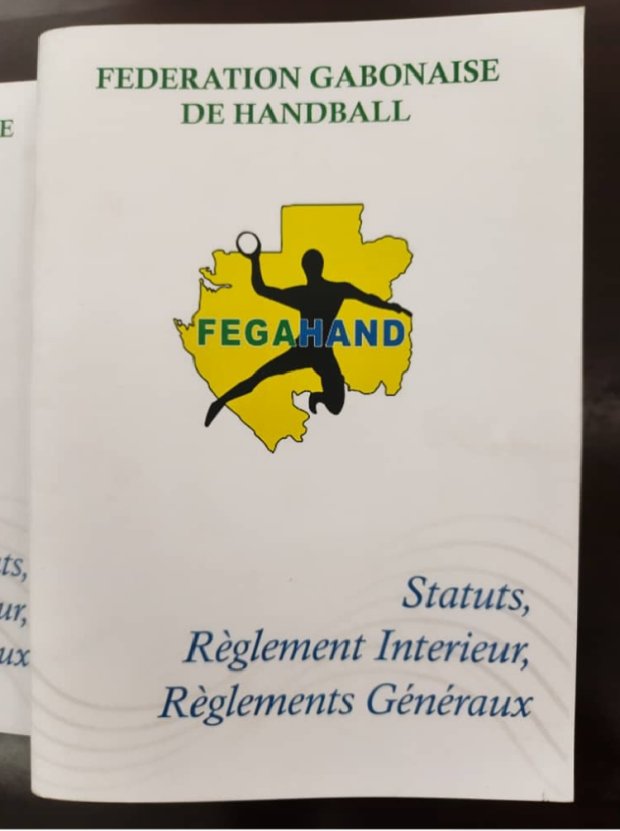 FEDERATION GABONAISE
DE HANDBALL
FEGAHAND
Statuts,
Règlement Interieur,
Règlements Généraux